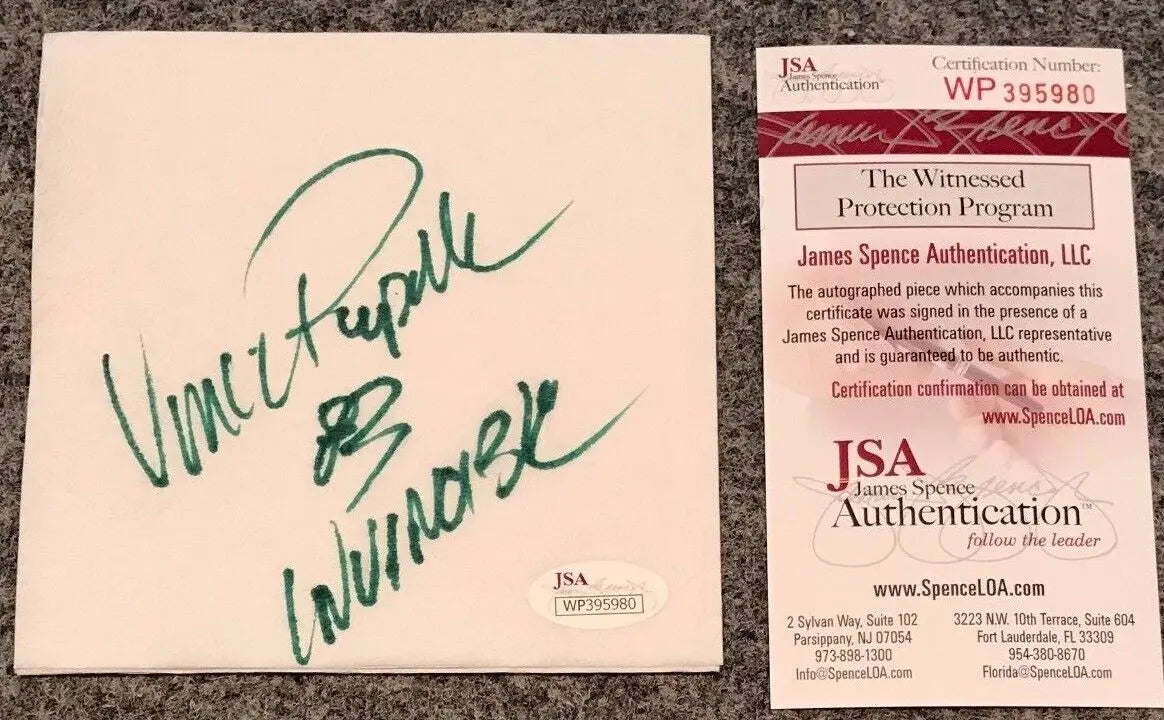 Vince Papale
83
INVINCIBLE
JSA
WP395980
JSA
James Spence
Authentication
Certification Number:
WP 395980
The Witnessed
Protection Program
James Spence Authentication, LLC
The autographed piece which accompanies this
certificate was signed in the presence of a
James Spence Authentication, LLC representative
and is guaranteed to be authentic.
Certification confirmation can be obtained at
www.SpenceLOA.com
JSA
James Spence
Authentication™
follow the leader
www.SpenceLOA.com
2 Sylvan Way, Suite 102
Parsippany, NJ 07054
973-898-1300
Info@SpenceLOA.com
3223 N.W. 10th Terrace, Suite 604
Fort Lauderdale, FL 33309
954-380-8670
Florida@SpenceLOA.com